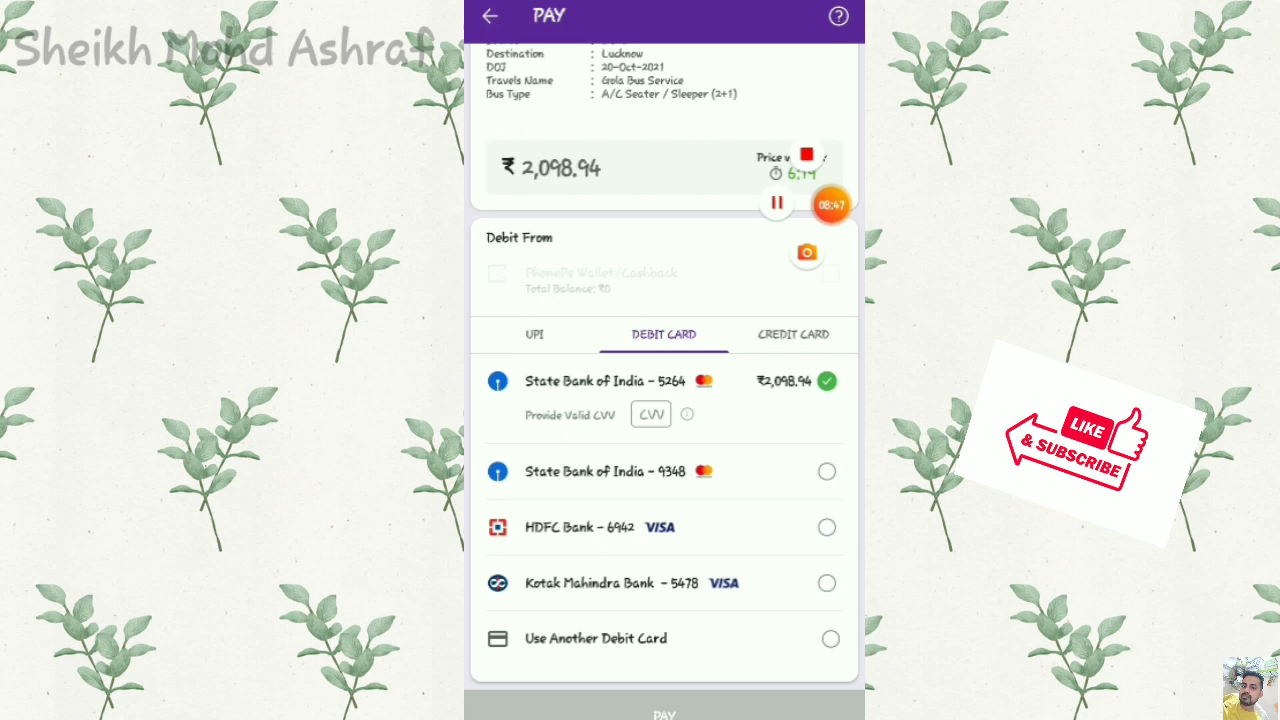 Sheikh Mohd Ashraf
PAY
Destination : Lucknow
DOJ : 20-Oct-2021
Travels Name : Gola Bus Service
Bus Type : A/C Seater / Sleeper (2+1)
₹ 2,098.94
Price
08:47
Debit From
PhonePe Wallet/Cashback
Total Balance: ₹0
UPI DEBIT CARD CREDIT CARD
State Bank of India - 5264 ₹2,098.94
Provide Valid CVV CVV
State Bank of India - 9348
HDFC Bank - 6942 VISA
Kotak Mahindra Bank - 5478 VISA
Use Another Debit Card
PAY
LIKE
& SUBSCRIBE